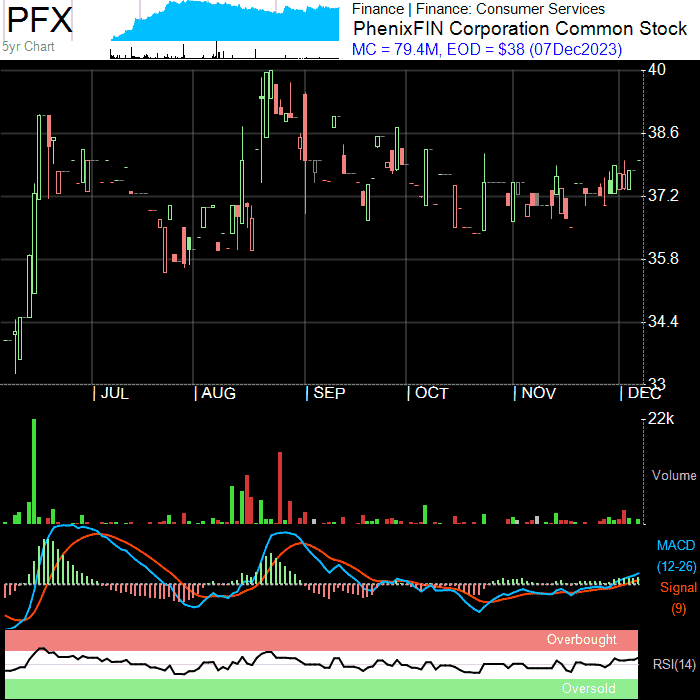 PFX
5yr Chart
Finance | Finance: Consumer Services
PhenixFIN Corporation Common Stock
MC = 79.4M, EOD = $38 (07Dec2023)
40
38.6
37.2
35.8
34.4
33
| JUL
| AUG
| SEP
| OCT
| NOV
| DEC
22k
Volume
MACD
(12-26)
Signal
(9)
Overbought
RSI(14)
Oversold